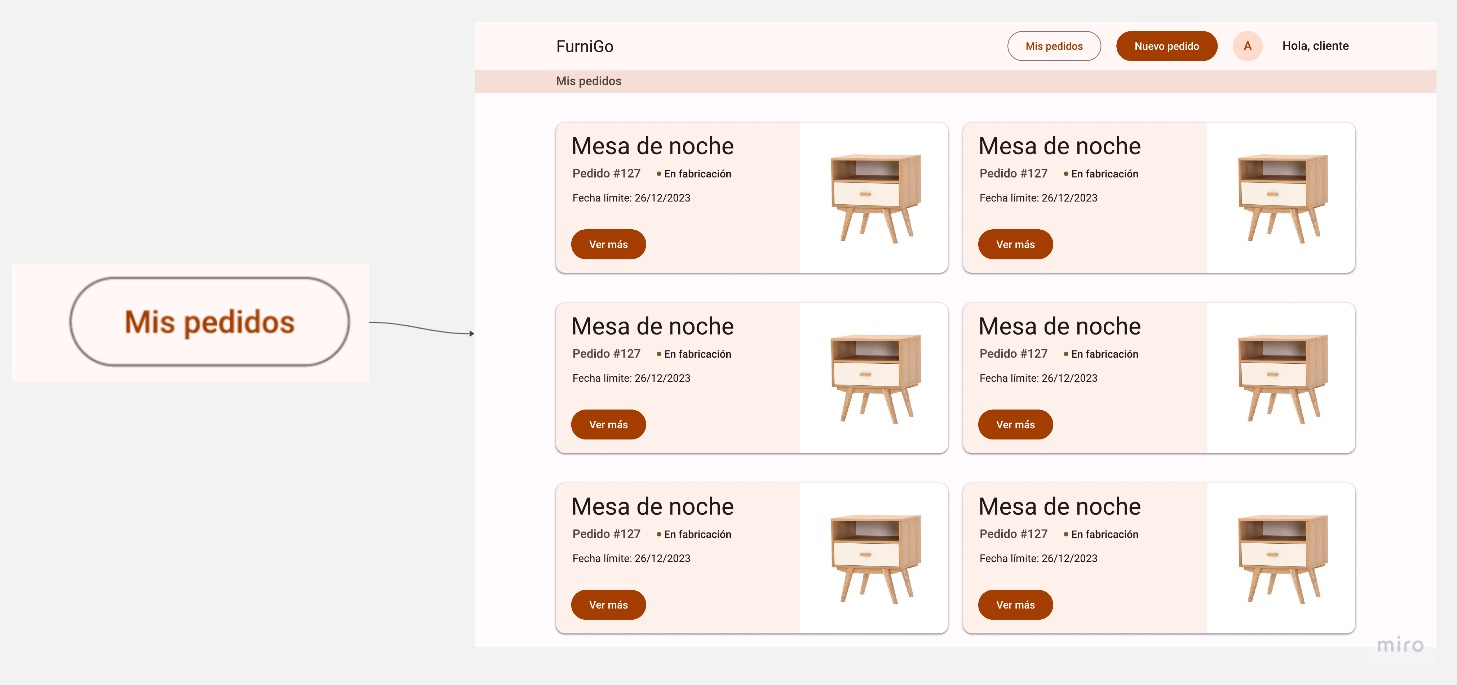 Mis pedidos
FurniGo
Mis pedidos
Nuevo pedido
A
Hola, cliente
Mis pedidos
Mesa de noche
Pedido #127
En fabricación
Fecha límite: 26/12/2023
Ver más
Mesa de noche
Pedido #127
En fabricación
Fecha límite: 26/12/2023
Ver más
Mesa de noche
Pedido #127
En fabricación
Fecha límite: 26/12/2023
Ver más
Mesa de noche
Pedido #127
En fabricación
Fecha límite: 26/12/2023
Ver más
Mesa de noche
Pedido #127
En fabricación
Fecha límite: 26/12/2023
Ver más
Mesa de noche
Pedido #127
En fabricación
Fecha límite: 26/12/2023
Ver más
miro